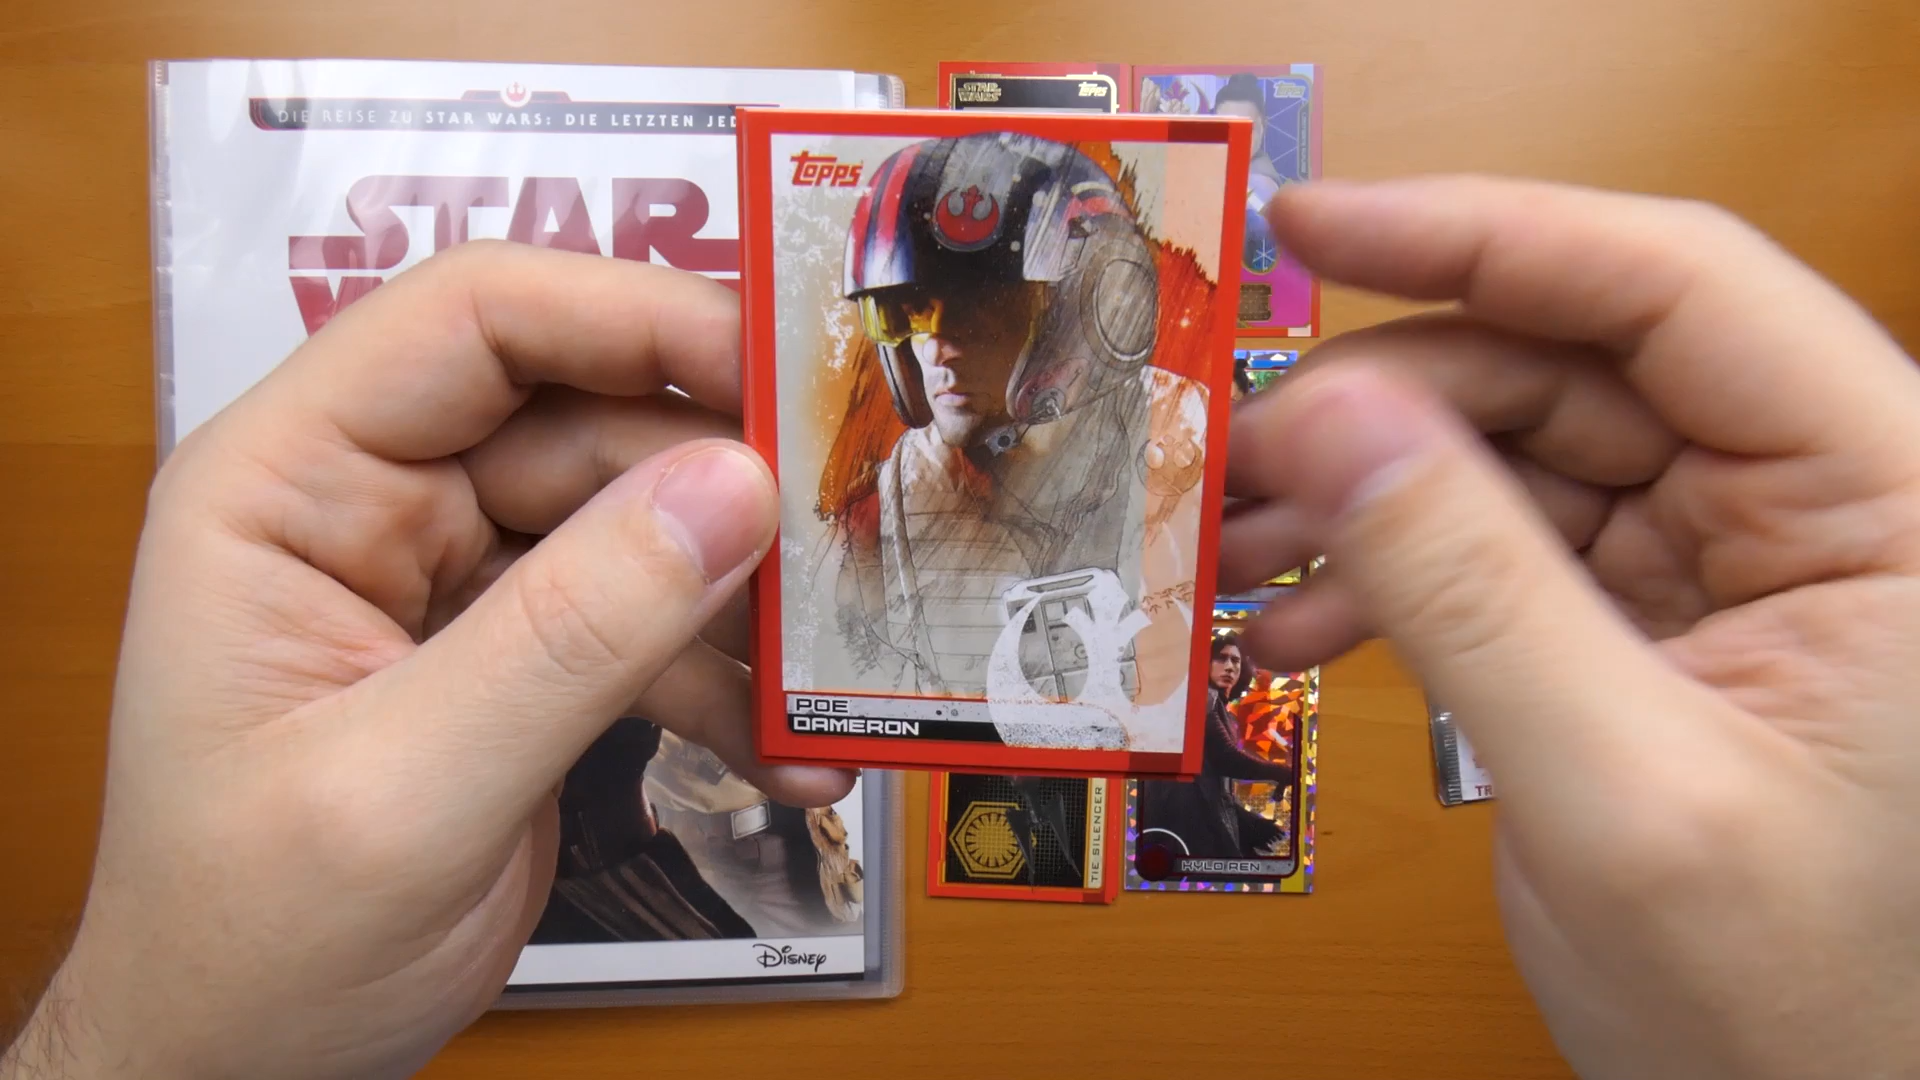 DIE REISE ZU STAR WARS: DIE LETZTEN JED
STAR
STAR WARS
TOPPS
TOPPS
TOPPS
POE
DAMERON
TIE SILENCER
KYLO REN
TR
DISNEY